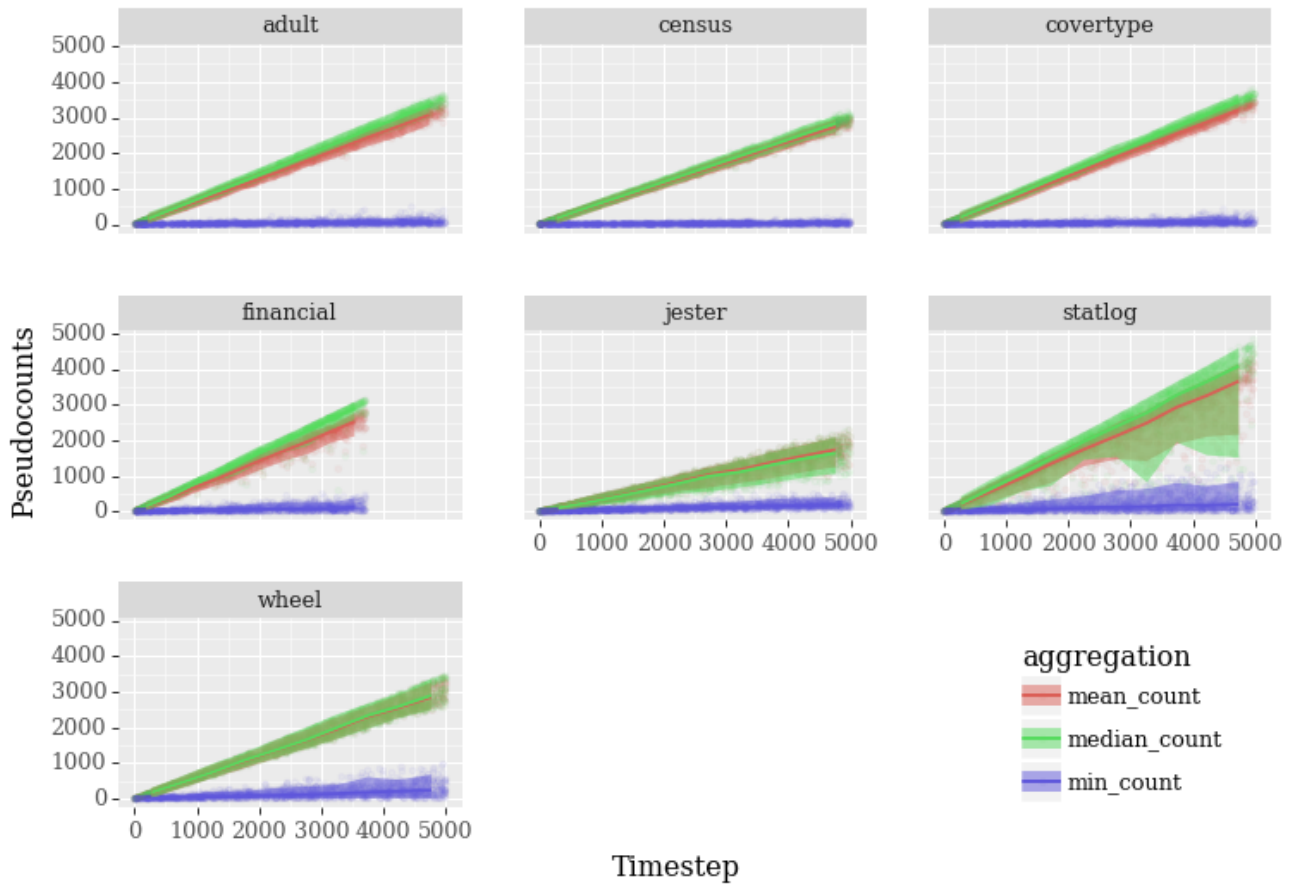 adult census covertype
5000
4000
3000
2000
1000
0
financial jester statlog
5000
4000
3000
2000
1000
0
0 1000 2000 3000 4000 5000 0 1000 2000 3000 4000 5000
Pseudocounts
wheel
5000
4000
3000
2000
1000
0
0 1000 2000 3000 4000 5000
aggregation
mean_count
median_count
min_count
Timestep